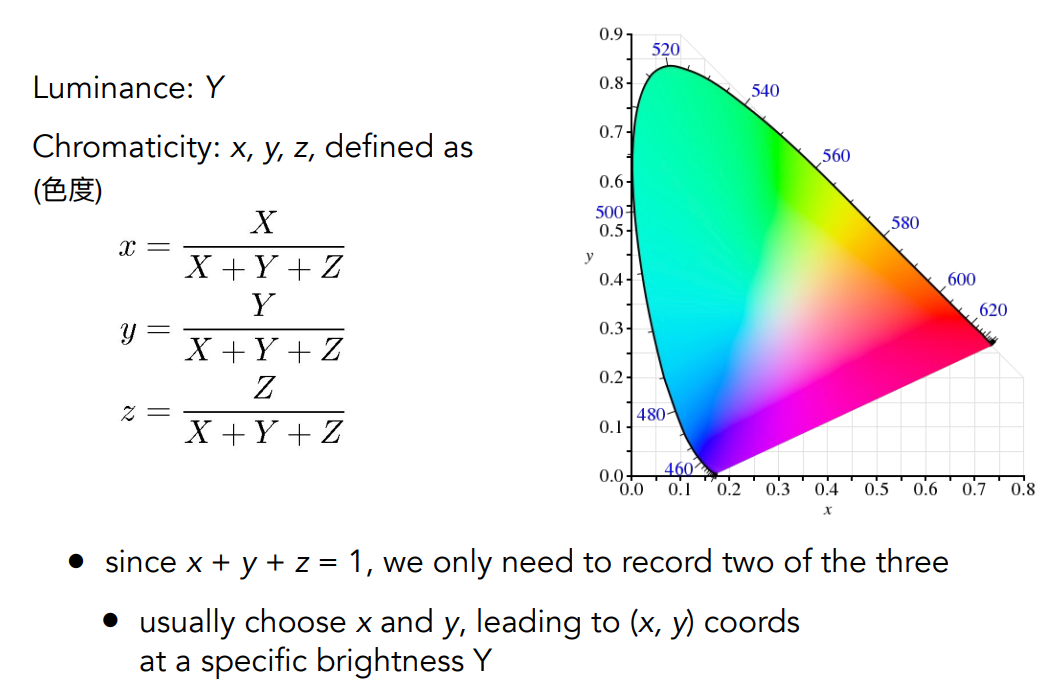 Luminance: Y
Chromaticity: x, y, z, defined as
(色度)
x = X / (X + Y + Z)
y = Y / (X + Y + Z)
z = Z / (X + Y + Z)
0.9
520
0.8
540
0.7
560
0.6
500
580
0.5
y
0.4
600
620
0.3
0.2
480
0.1
460
0.0
0.0 0.1 0.2 0.3 0.4 0.5 0.6 0.7 0.8
x
• since x + y + z = 1, we only need to record two of the three
• usually choose x and y, leading to (x, y) coords
at a specific brightness Y